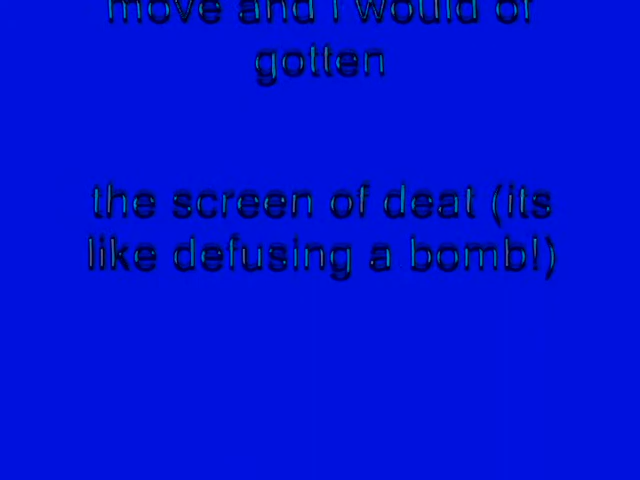 move and I would of
gotten
the screen of deat (its
like defusing a bomb!)